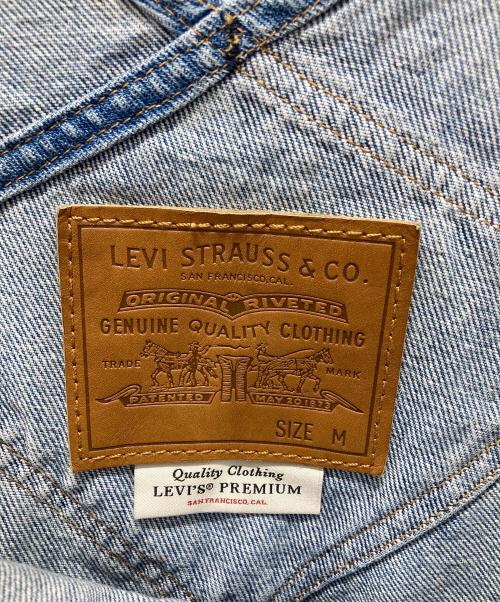 LEVI STRAUSS & CO.
SAN FRANCISCO, CAL.
ORIGINAL RIVETED
GENUINE QUALITY CLOTHING
TRADE MARK
PATENTED MAY 20 1873
SIZE M
Quality Clothing
LEVI'S® PREMIUM
SAN FRANCISCO, CAL.